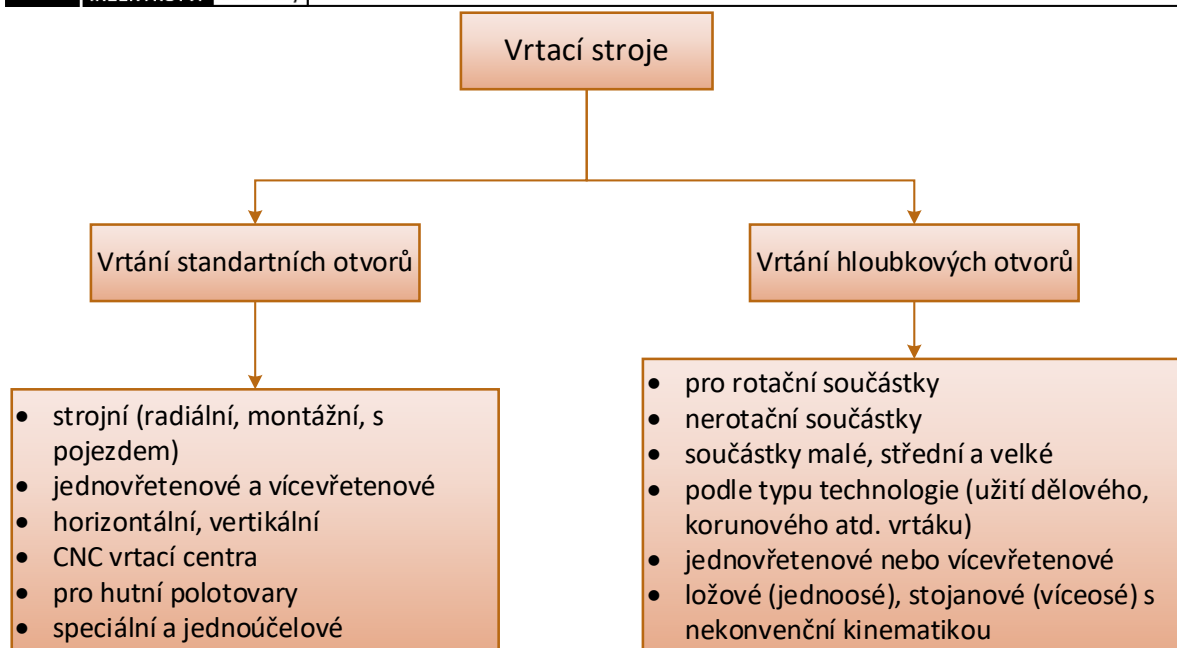 Vrtací stroje
Vrtání standartních otvorů
• strojní (radiální, montážní, s
pojezdem)
• jednovřetenové a vícevřetenové
• horizontální, vertikální
• CNC vrtací centra
• pro hutní polotovary
• speciální a jednoúčelové
Vrtání hloubkových otvorů
• pro rotační součástky
• nerotační součástky
• součástky malé, střední a velké
• podle typu technologie (užití dělového,
korunového atd. vrtáku)
• jednovřetenové nebo vícevřetenové
• ložové (jednoosé), stojanové (víceosé) s
nekonvenční kinematikou